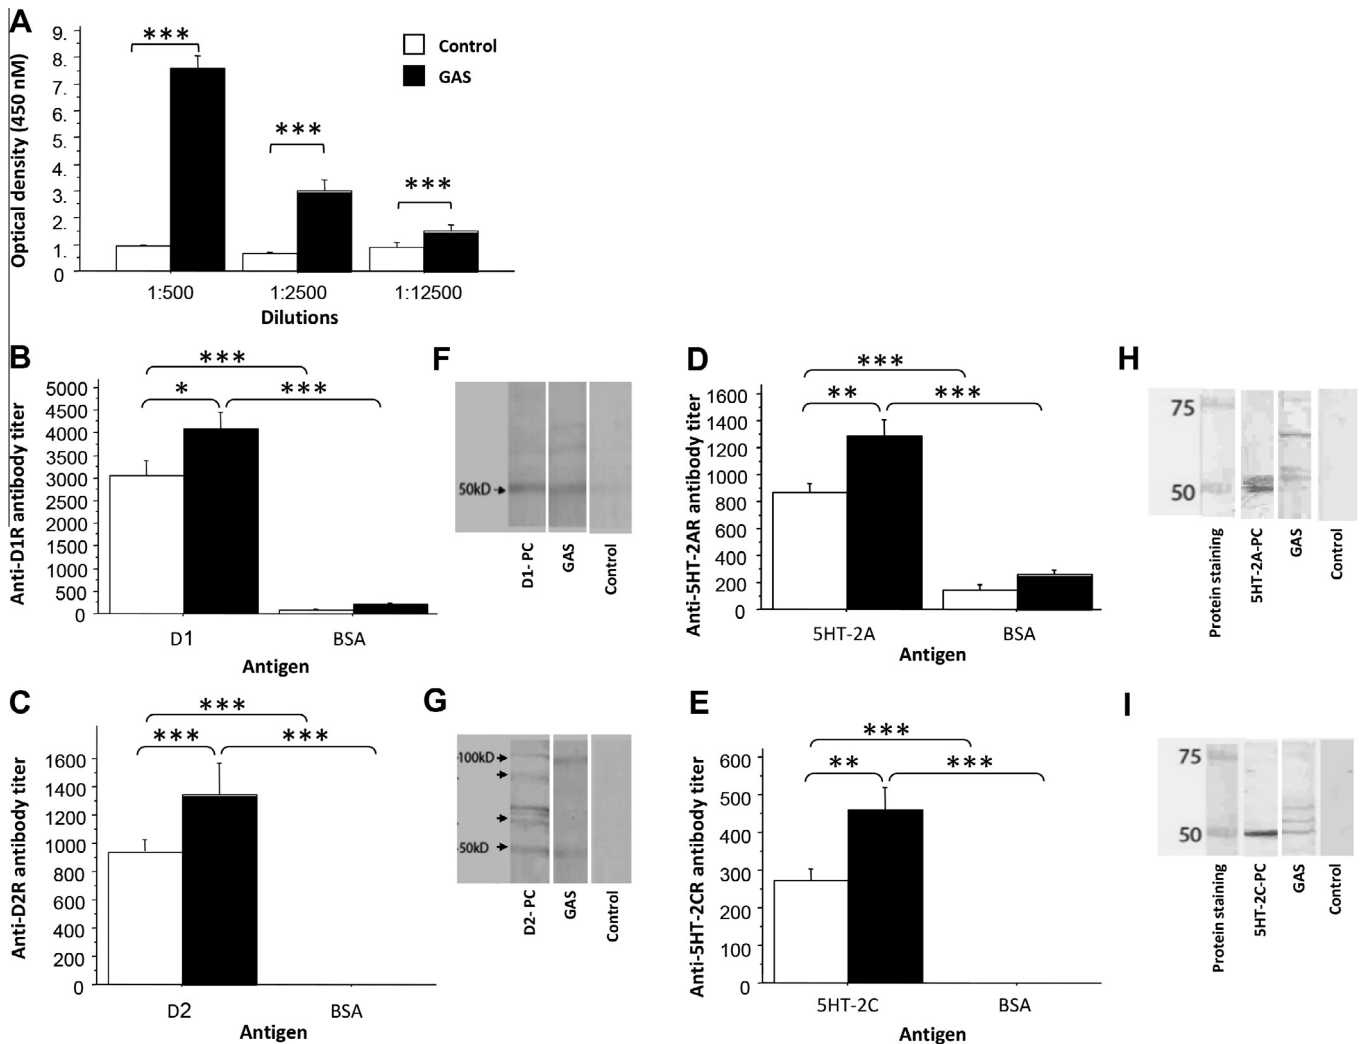 A
Optical density (450 nM)
9.
8.
7.
6.
5.
4.
3.
2.
1.
0
***
***
***
Control
GAS
1:500
1:2500
1:12500
Dilutions
B
Anti-D1R antibody titer
5000
4500
4000
3500
3000
2500
2000
1500
1000
500
0
***
*
***
D1
BSA
Antigen
F
50kD
D1- PC
GAS
Control
D
Anti-5HT-2AR antibody titer
1600
1400
1200
1000
800
600
400
200
0
***
**
***
5HT-2A
BSA
Antigen
H
75
50
Protein staining
5HT-2A-PC
GAS
Control
C
Anti-D2R antibody titer
1600
1400
1200
1000
800
600
400
200
0
***
***
***
D2
BSA
Antigen
G
100kD
50kD
D2- PC
GAS
Control
E
Anti-5HT-2CR antibody titer
600
500
400
300
200
100
0
***
**
***
5HT-2C
BSA
Antigen
I
75
50
Protein staining
5HT-2C-PC
GAS
Control